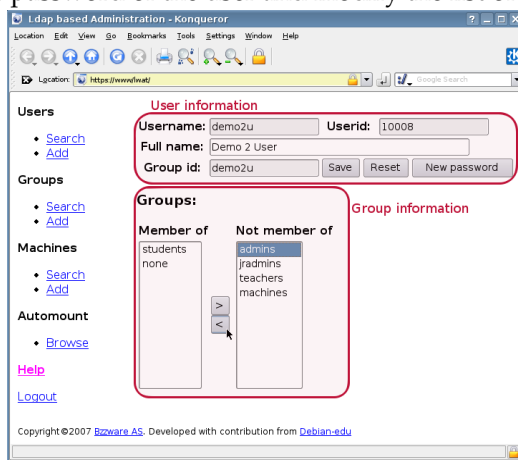 Ldap based Administration - Konqueror
Location Edit View Go Bookmarks Tools Settings Window Help
Location: https://www/lwat/ Google Search
Users
Search
Add
Groups
Search
Add
Machines
Search
Add
Automount
Browse
Help
Logout
User information
Username: demo2u Userid: 10008
Full name: Demo 2 User
Group id: demo2u Save Reset New password
Groups:
Group information
Member of Not member of
students admins
none jradmins
teachers
machines
>
<
Copyright©2007 Bzzware AS. Developed with contribution from Debian-edu